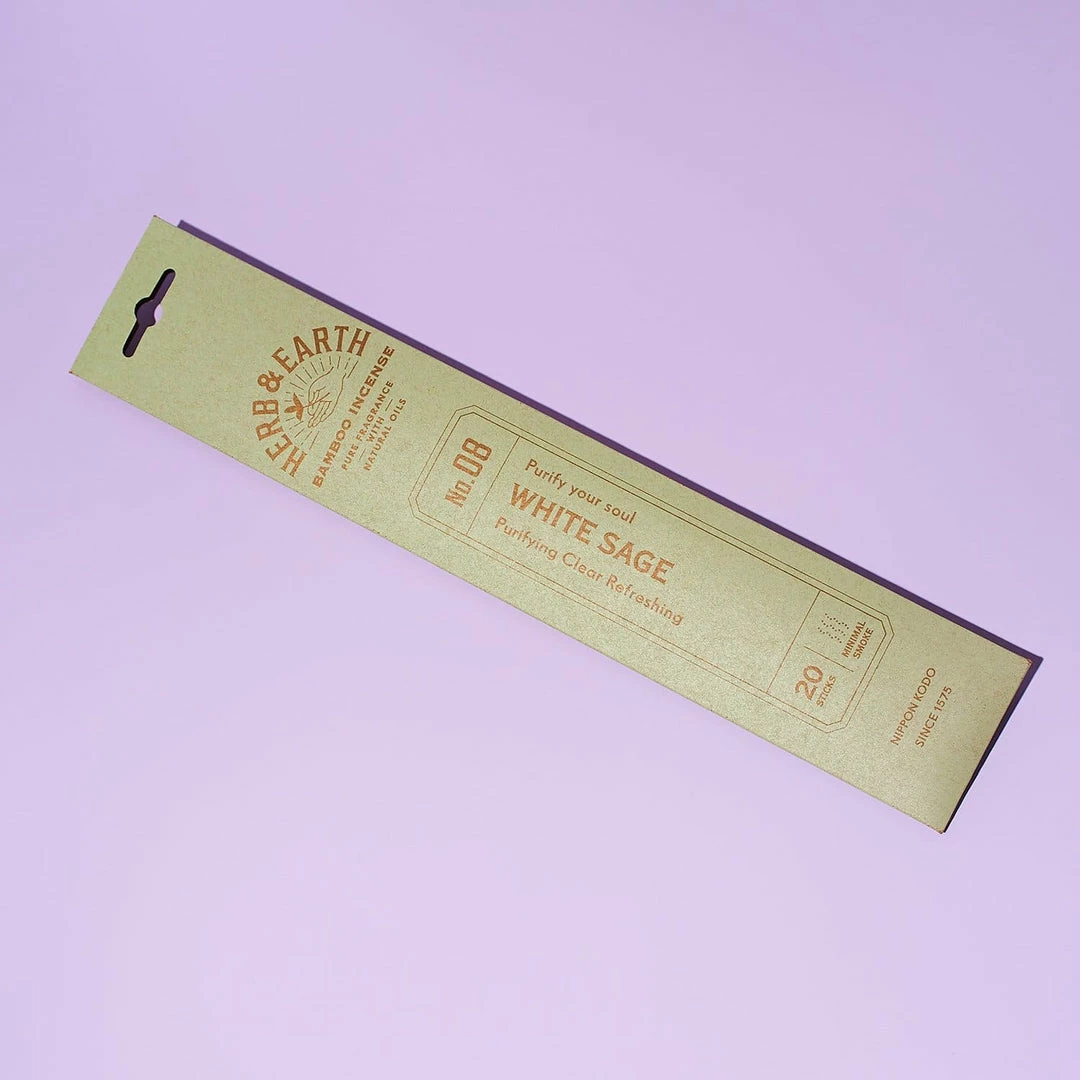 HERB & EARTH
BAMBOO INCENSE
PURE FRAGRANCE
WITH
NATURAL OILS
No. 08
Purify your soul
WHITE SAGE
Purifying Clear Refreshing
20
STICKS
MINIMAL
SMOKE
NIPPON KODO
SINCE 1575